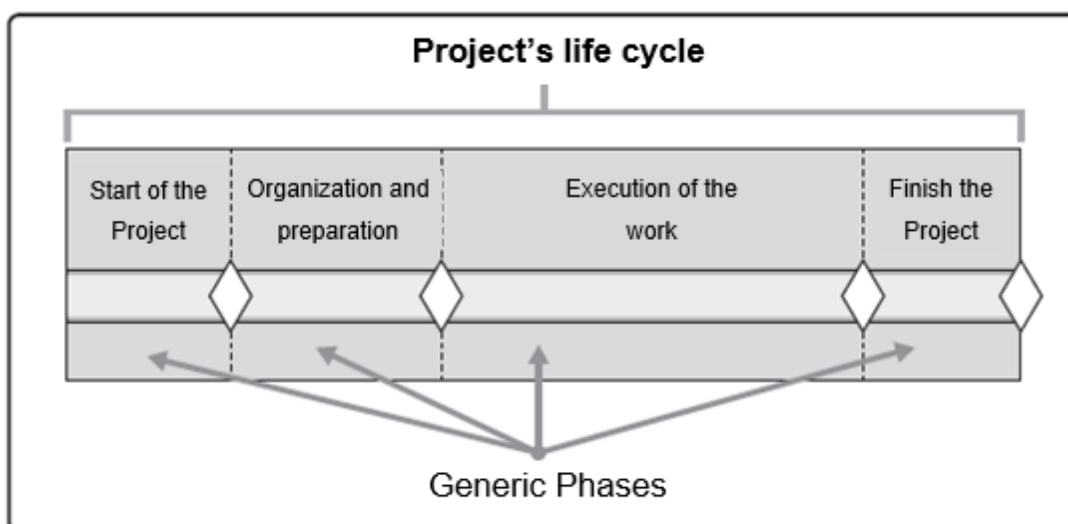 Project's life cycle
Start of the
Project
Organization and
preparation
Execution of the
work
Finish the
Project
Generic Phases